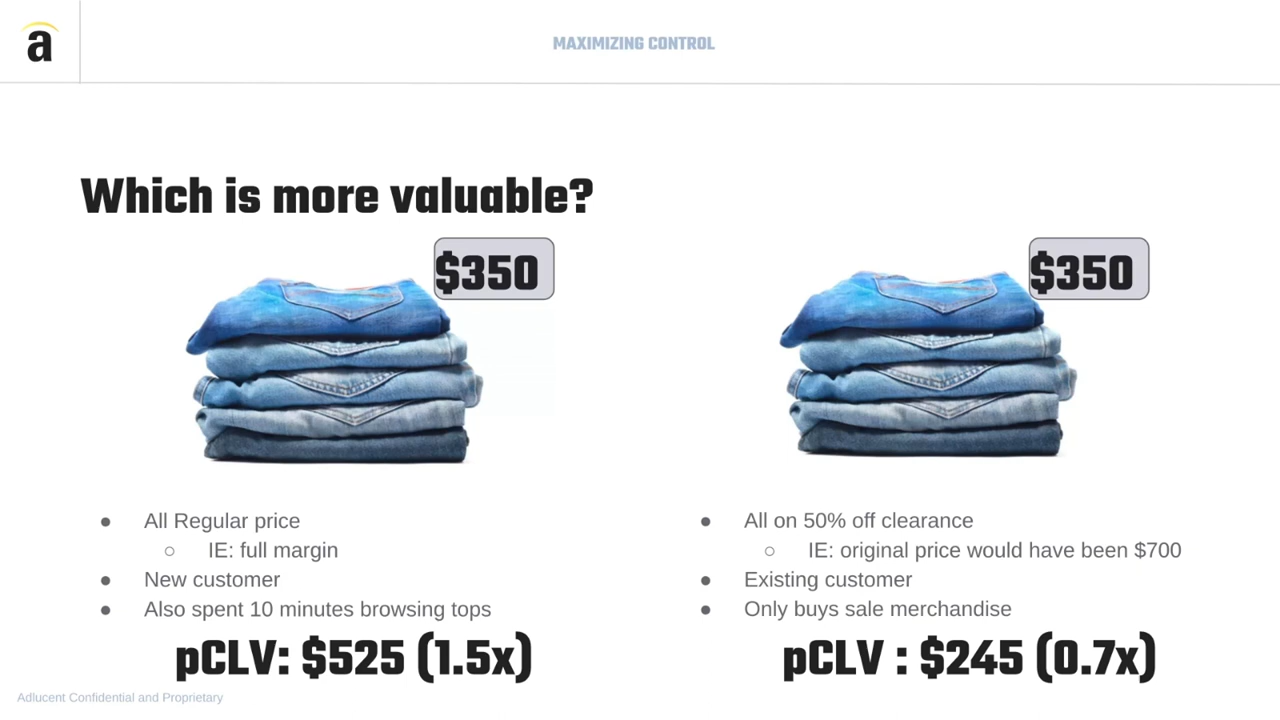 a
MAXIMIZING CONTROL
Which is more valuable?
$350
$350
● All Regular price
○ IE: full margin
● New customer
● Also spent 10 minutes browsing tops
pCLV: $525 (1.5x)
● All on 50% off clearance
○ IE: original price would have been $700
● Existing customer
● Only buys sale merchandise
pCLV : $245 (0.7x)
Adlucent Confidential and Proprietary